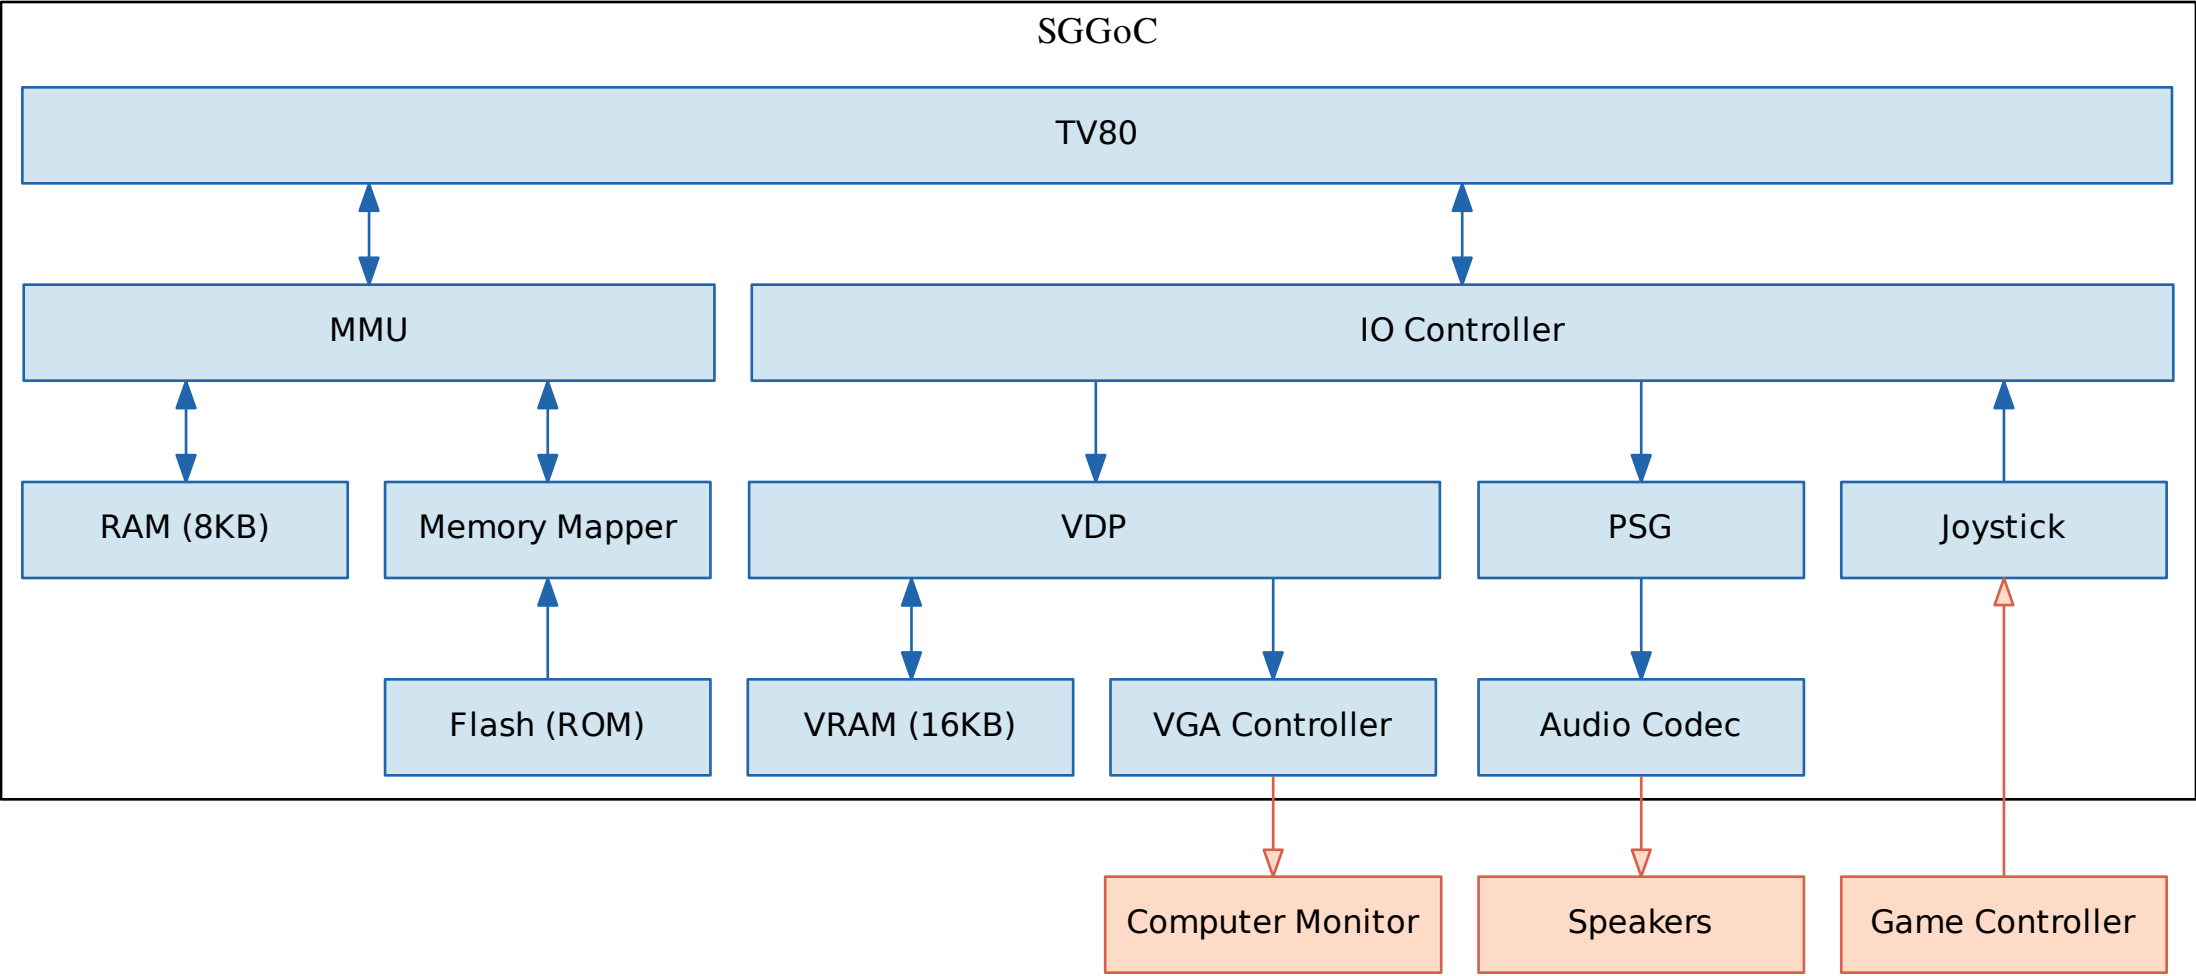 SGGoC
TV80
MMU
IO Controller
RAM (8KB)
Memory Mapper
VDP
PSG
Joystick
Flash (ROM)
VRAM (16KB)
VGA Controller
Audio Codec
Computer Monitor
Speakers
Game Controller